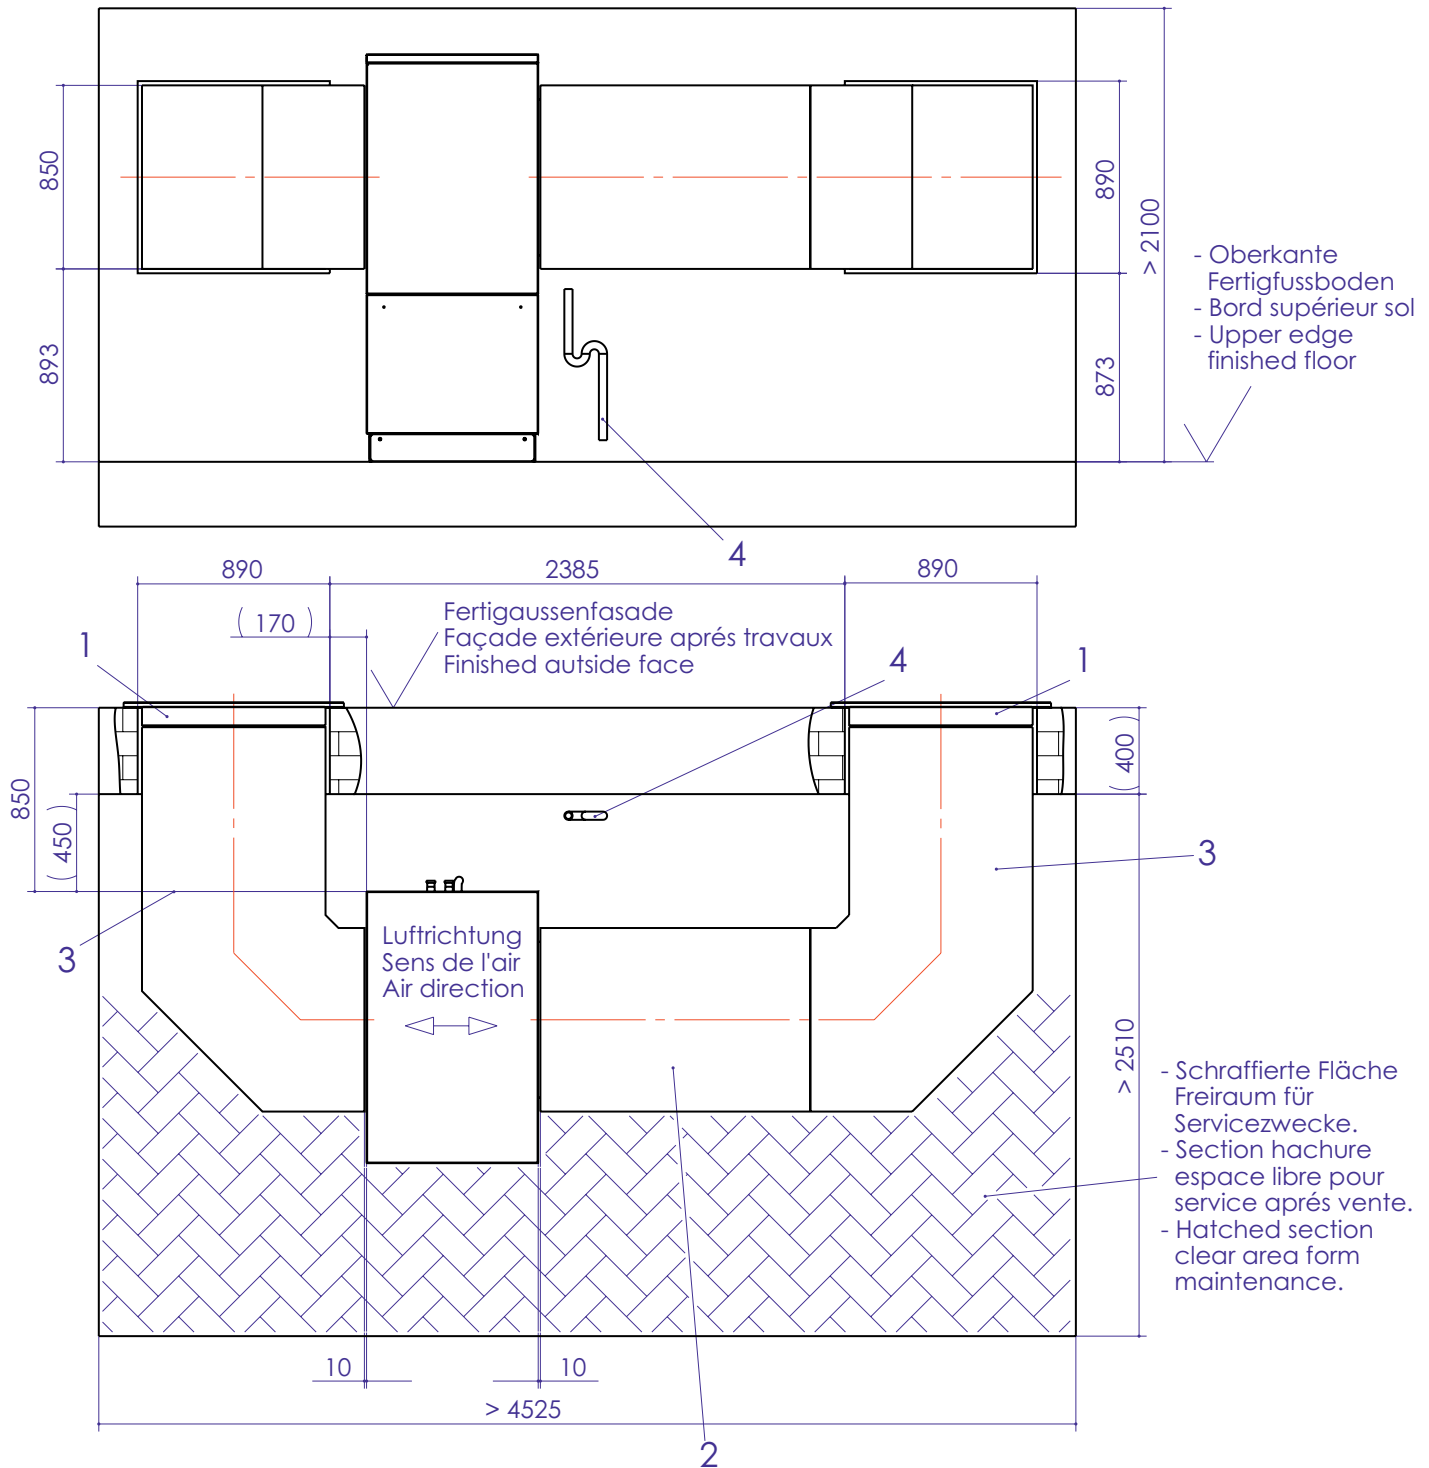 850
893
890
873
> 2100
- Oberkante
Fertigfussboden
- Bord supérieur sol
- Upper edge
finished floor
4
890
2385
890
( 170 )
Fertigaussenfasade
Façade extérieure aprés travaux
Finished autside face
1
4
1
850
( 450 )
( 400 )
3
3
Luftrichtung
Sens de l'air
Air direction
> 2510
- Schraffierte Fläche
Freiraum für
Servicezwecke.
- Section hachure
espace libre pour
service aprés vente.
- Hatched section
clear area form
maintenance.
10
10
> 4525
2